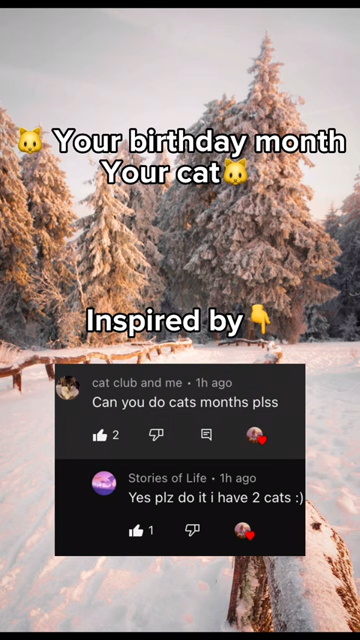 🐱 Your birthday month
Your cat🐱
Inspired by👇
cat club and me • 1h ago
Can you do cats months plss
2
Stories of Life • 1h ago
Yes plz do it i have 2 cats :)
1